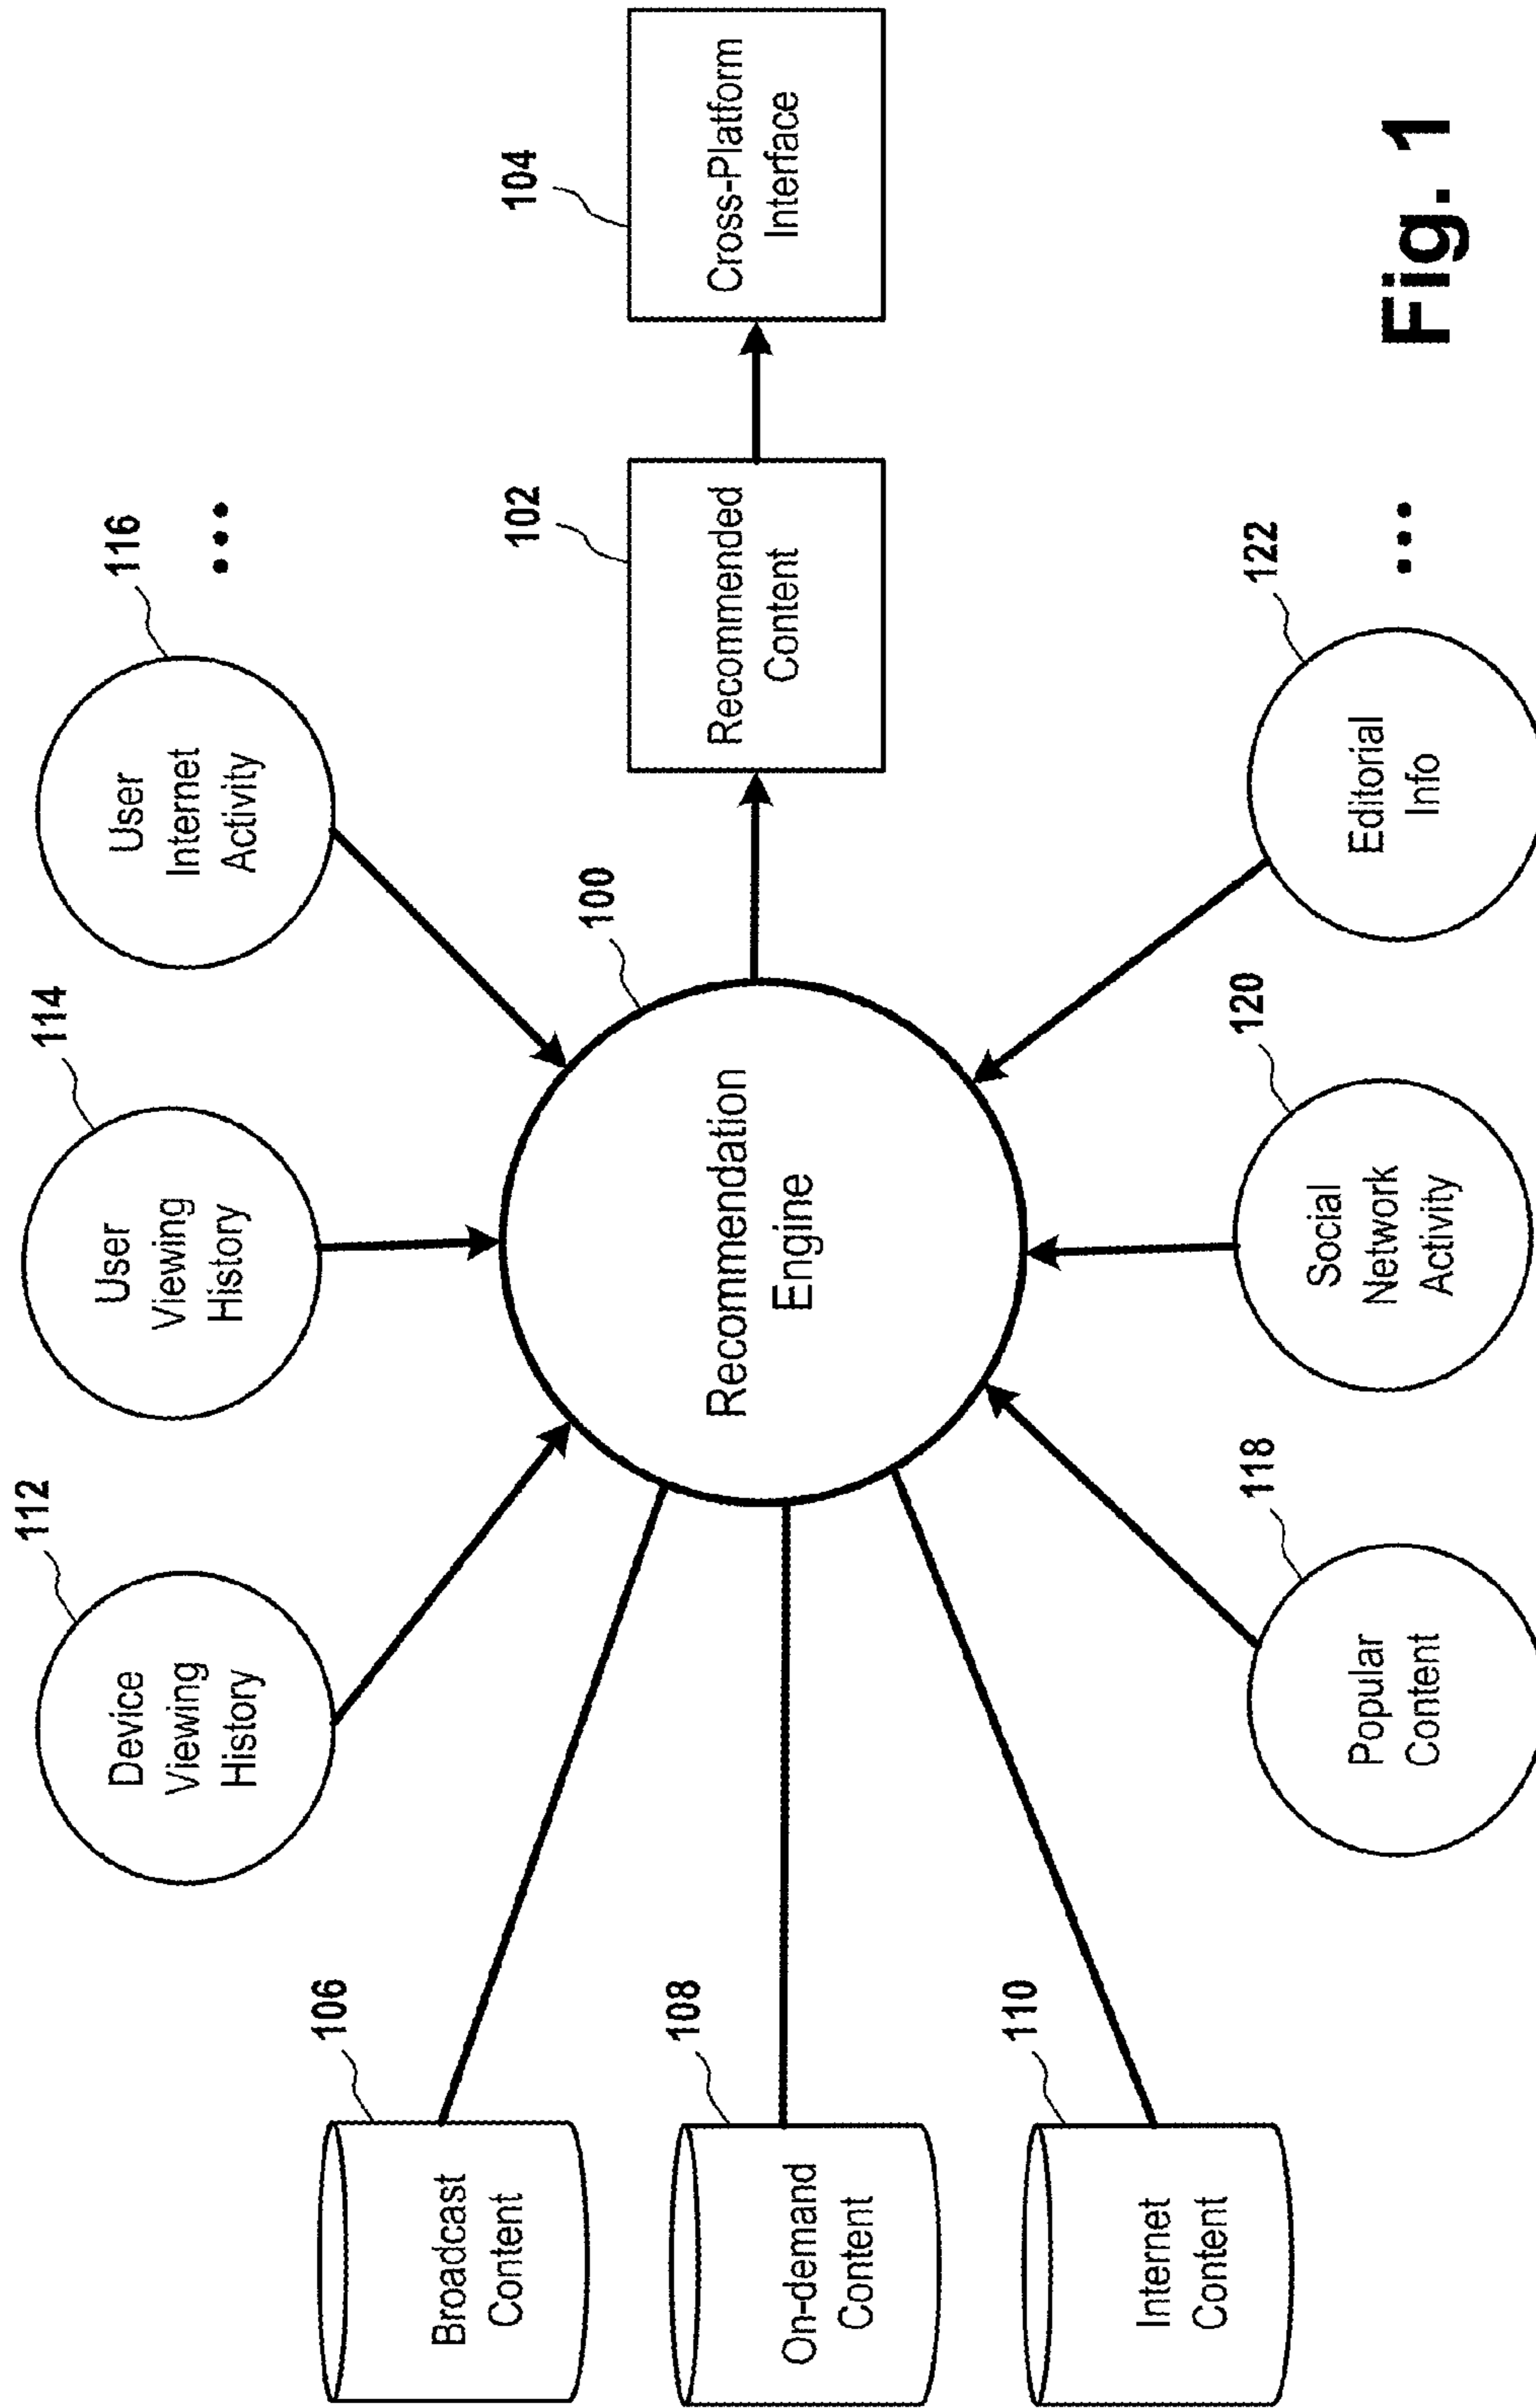 112
Device
Viewing
History
114
User
Viewing
History
116
User
Internet
Activity
...
106
Broadcast
Content
108
On-demand
Content
110
Internet
Content
100
Recommendation
Engine
102
Recommended
Content
104
Cross-Platform
Interface
118
Popular
Content
120
Social
Network
Activity
122
Editorial
Info
...
Fig. 1